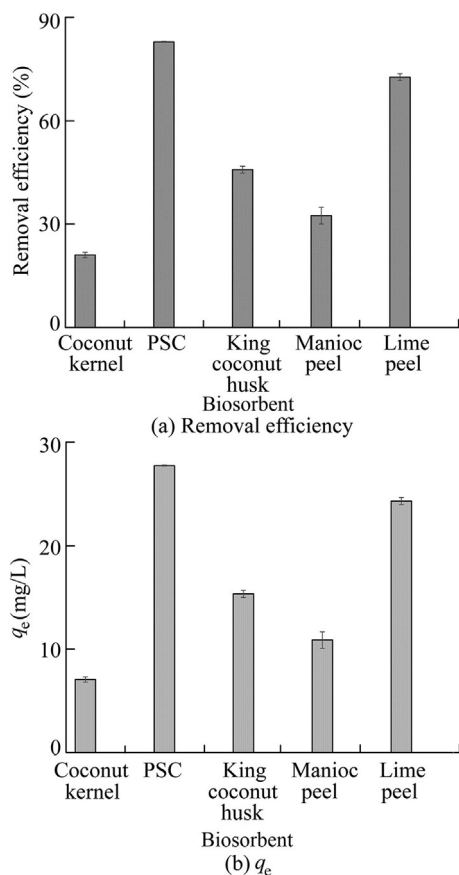 90
60
30
0
Removal efficiency (%)
Coconut kernel
PSC
King coconut husk
Manioc peel
Lime peel
Biosorbent
(a) Removal efficiency
30
20
10
0
qe(mg/L)
Coconut kernel
PSC
King coconut husk
Manioc peel
Lime peel
Biosorbent
(b) qe